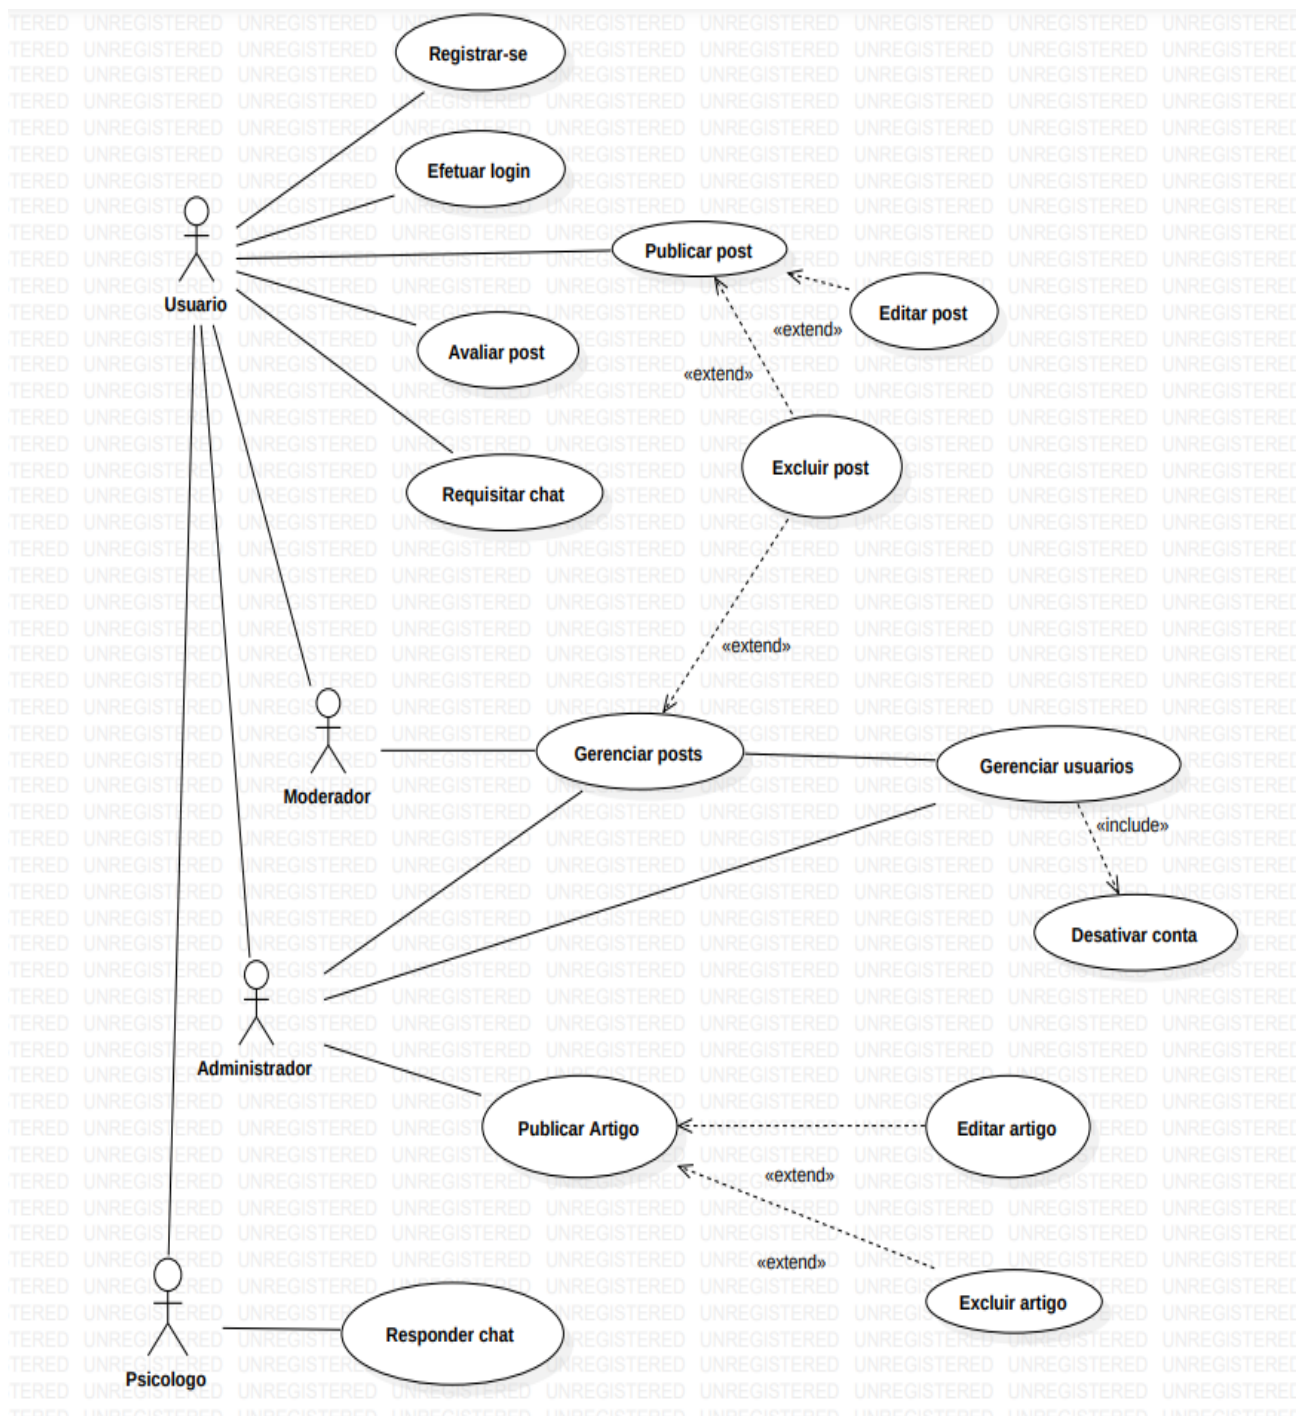 Registrar-se
Efetuar login
Publicar post
Usuario
Editar post
«extend»
Avaliar post
«extend»
Excluir post
Requisitar chat
«extend»
Gerenciar posts
Gerenciar usuarios
Moderador
«include»
Desativar conta
Administrador
Publicar Artigo
Editar artigo
«extend»
«extend»
Excluir artigo
Responder chat
Psicologo
UNREGISTERED